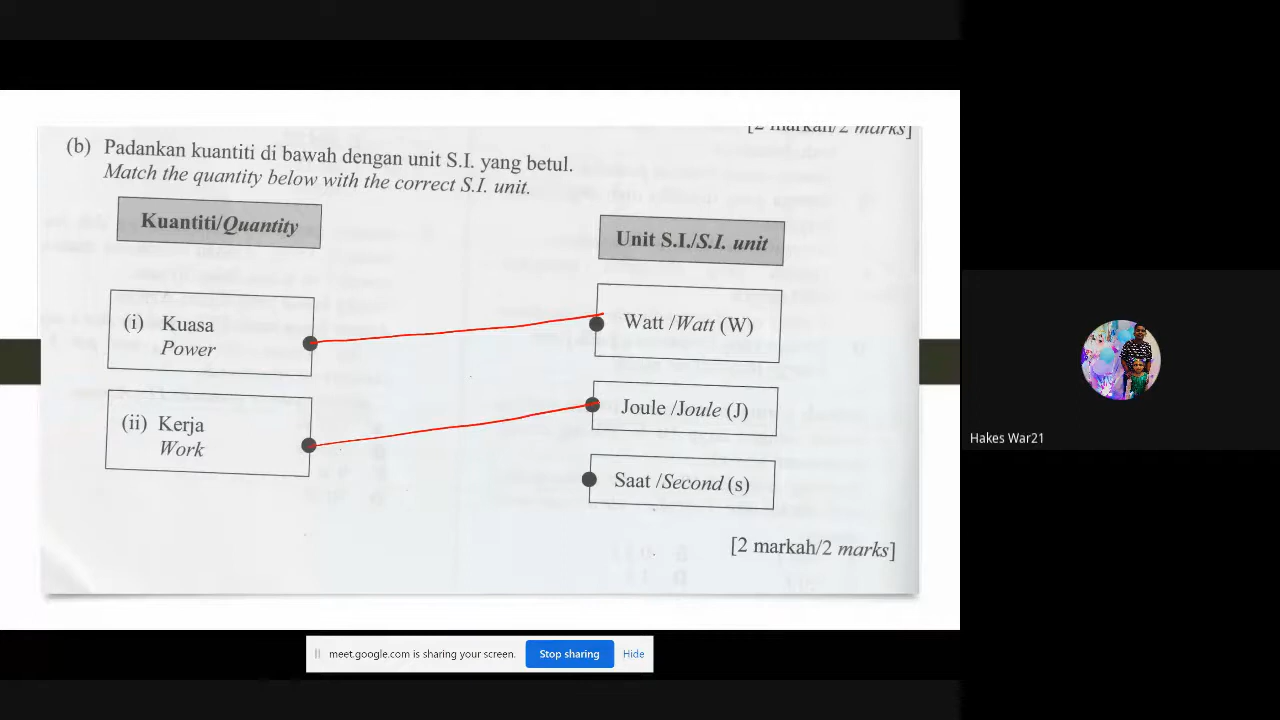 [2 markah/2 marks]
(b) Padankan kuantiti di bawah dengan unit S.I. yang betul.
Match the quantity below with the correct S.I. unit.
Kuantiti/Quantity
Unit S.I./S.I. unit
(i) Kuasa
Power
Watt /Watt (W)
(ii) Kerja
Work
Joule /Joule (J)
Saat /Second (s)
[2 markah/2 marks]
Hakes War21
meet.google.com is sharing your screen.
Stop sharing
Hide